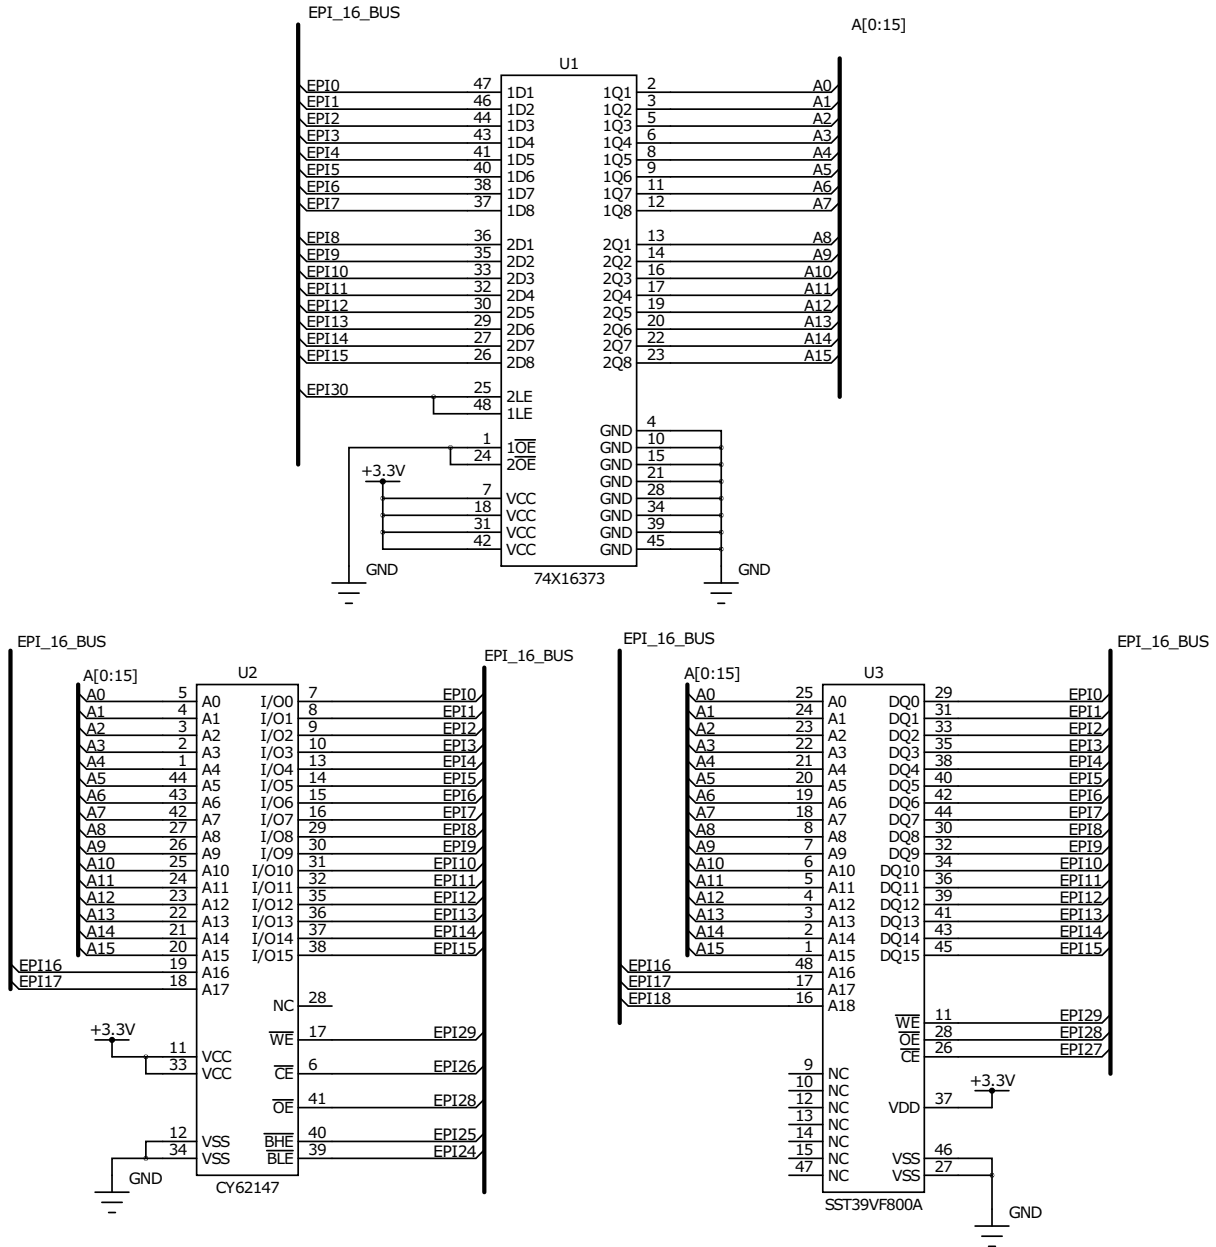 EPI_16_BUS
A[0:15]
U1
EPI0 47 1D1 1Q1 2 A0
EPI1 46 1D2 1Q2 3 A1
EPI2 44 1D3 1Q3 5 A2
EPI3 43 1D4 1Q4 6 A3
EPI4 41 1D5 1Q5 8 A4
EPI5 40 1D6 1Q6 9 A5
EPI6 38 1D7 1Q7 11 A6
EPI7 37 1D8 1Q8 12 A7
EPI8 36 2D1 2Q1 13 A8
EPI9 35 2D2 2Q2 14 A9
EPI10 33 2D3 2Q3 16 A10
EPI11 32 2D4 2Q4 17 A11
EPI12 30 2D5 2Q5 19 A12
EPI13 29 2D6 2Q6 20 A13
EPI14 27 2D7 2Q7 22 A14
EPI15 26 2D8 2Q8 23 A15
EPI30 25 2LE
48 1LE
GND 4
1 1OE GND 10
24 2OE GND 15
+3.3V GND 21
7 VCC GND 28
18 VCC GND 34
31 VCC GND 39
42 VCC GND 45
GND 74X16373 GND
EPI_16_BUS
EPI_16_BUS
A[0:15] U2
A0 5 A0 I/O0 7 EPI0
A1 4 A1 I/O1 8 EPI1
A2 3 A2 I/O2 9 EPI2
A3 2 A3 I/O3 10 EPI3
A4 1 A4 I/O4 13 EPI4
A5 44 A5 I/O5 14 EPI5
A6 43 A6 I/O6 15 EPI6
A7 42 A7 I/O7 16 EPI7
A8 27 A8 I/O8 29 EPI8
A9 26 A9 I/O9 30 EPI9
A10 25 A10 I/O10 31 EPI10
A11 24 A11 I/O11 32 EPI11
A12 23 A12 I/O12 35 EPI12
A13 22 A13 I/O13 36 EPI13
A14 21 A14 I/O14 37 EPI14
A15 20 A15 I/O15 38 EPI15
EPI16 19 A16
EPI17 18 A17
NC 28
+3.3V WE 17 EPI29
11 VCC
33 VCC CE 6 EPI26
OE 41 EPI28
12 VSS BHE 40 EPI25
34 VSS BLE 39 EPI24
GND CY62147
EPI_16_BUS
EPI_16_BUS
A[0:15] U3
A0 25 A0 DQ0 29 EPI0
A1 24 A1 DQ1 31 EPI1
A2 23 A2 DQ2 33 EPI2
A3 22 A3 DQ3 35 EPI3
A4 21 A4 DQ4 38 EPI4
A5 20 A5 DQ5 40 EPI5
A6 19 A6 DQ6 42 EPI6
A7 18 A7 DQ7 44 EPI7
A8 8 A8 DQ8 30 EPI8
A9 7 A9 DQ9 32 EPI9
A10 6 A10 DQ10 34 EPI10
A11 5 A11 DQ11 36 EPI11
A12 4 A12 DQ12 39 EPI12
A13 3 A13 DQ13 41 EPI13
A14 2 A14 DQ14 43 EPI14
A15 1 A15 DQ15 45 EPI15
EPI16 48 A16
EPI17 17 A17
EPI18 16 A18
WE 11 EPI29
OE 28 EPI28
CE 26 EPI27
9 NC
10 NC +3.3V
12 NC VDD 37
13 NC
14 NC
15 NC VSS 46
47 NC VSS 27
SST39VF800A GND